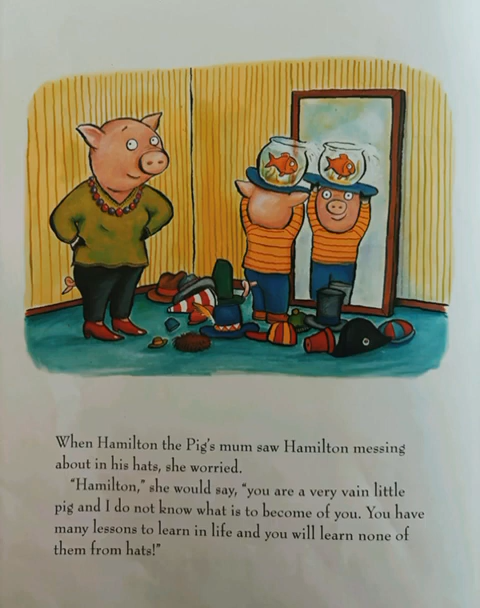 When Hamilton the Pig's mum saw Hamilton messing
about in his hats, she worried.
"Hamilton," she would say, "you are a very vain little
pig and I do not know what is to become of you. You have
many lessons to learn in life and you will learn none of
them from hats!"